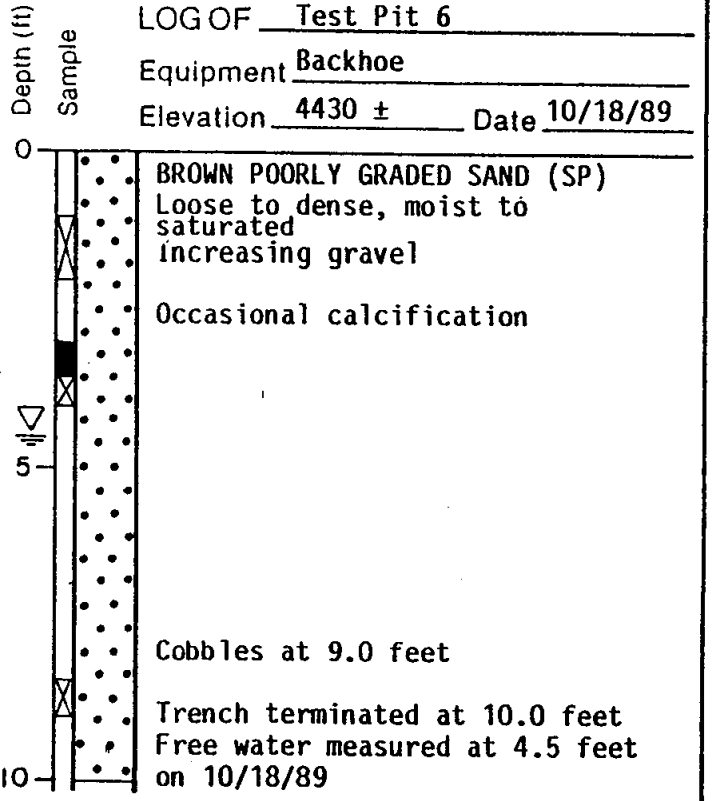 Depth (ft)
Sample
LOG OF Test Pit 6
Equipment Backhoe
Elevation 4430 ± Date 10/18/89
0
BROWN POORLY GRADED SAND (SP)
Loose to dense, moist to
saturated
increasing gravel
Occasional calcification
5
Cobbles at 9.0 feet
Trench terminated at 10.0 feet
Free water measured at 4.5 feet
10
on 10/18/89